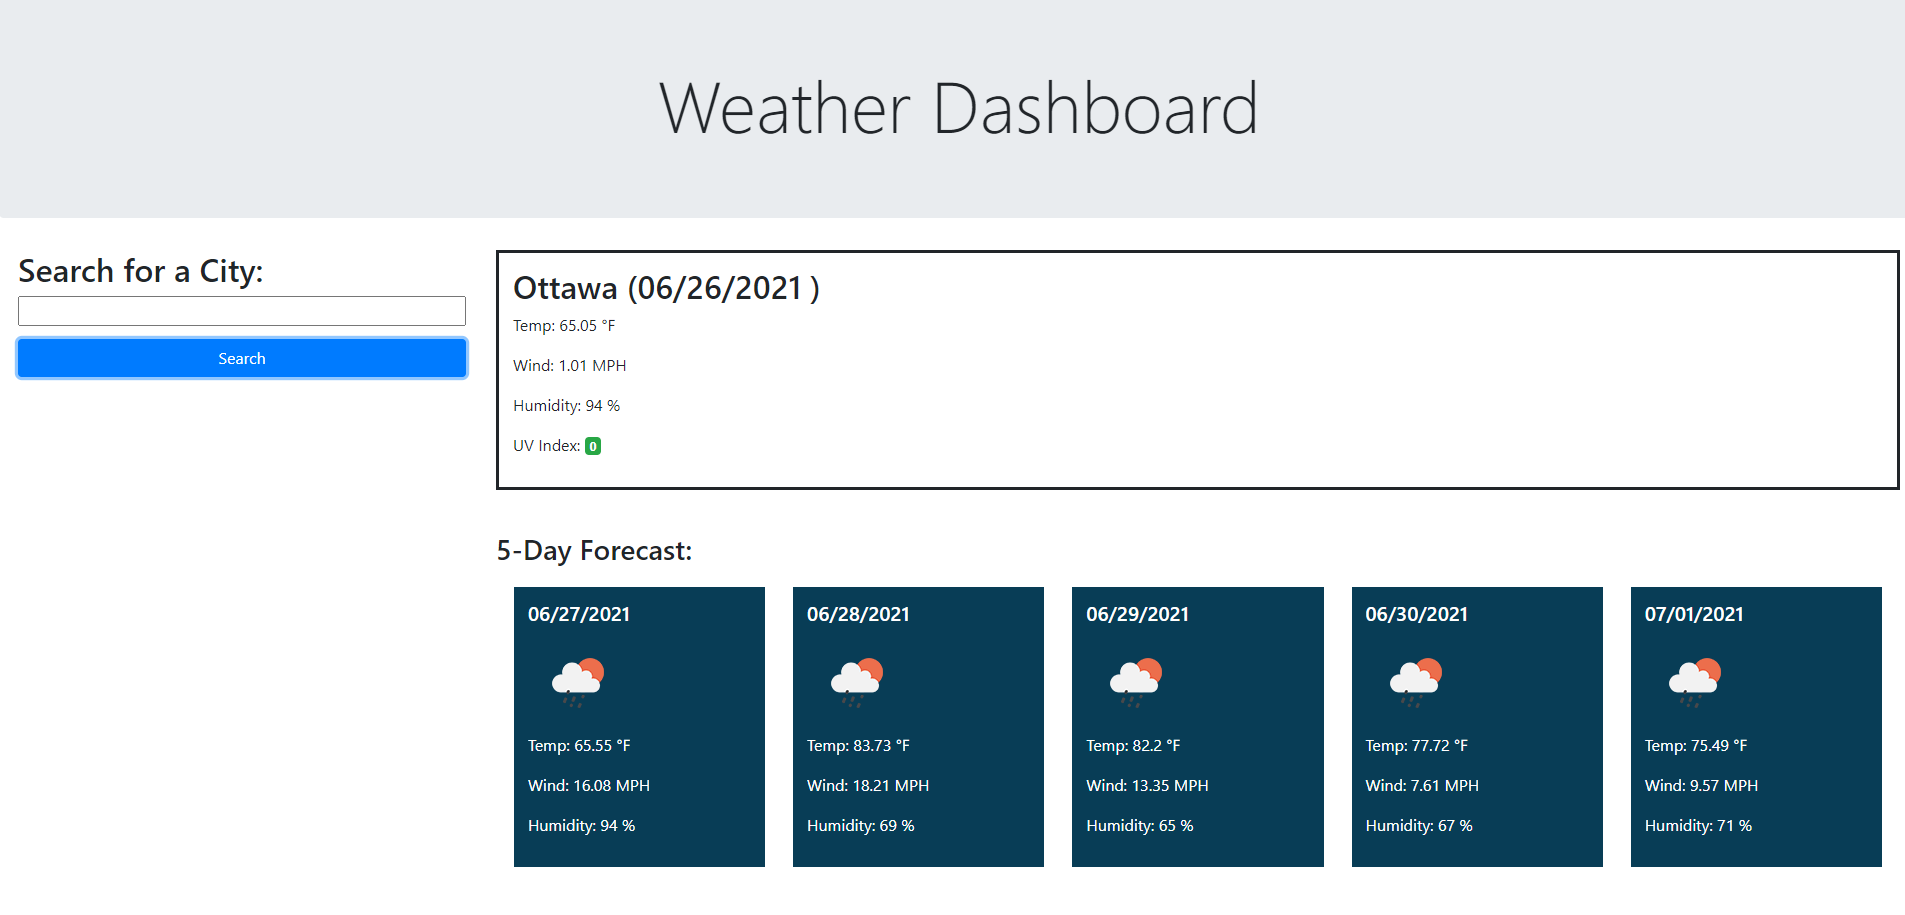 Weather Dashboard
Search for a City:
Search
Ottawa (06/26/2021 )
Temp: 65.05 °F
Wind: 1.01 MPH
Humidity: 94 %
UV Index: 0
5-Day Forecast:
06/27/2021
Temp: 65.55 °F
Wind: 16.08 MPH
Humidity: 94 %
06/28/2021
Temp: 83.73 °F
Wind: 18.21 MPH
Humidity: 69 %
06/29/2021
Temp: 82.2 °F
Wind: 13.35 MPH
Humidity: 65 %
06/30/2021
Temp: 77.72 °F
Wind: 7.61 MPH
Humidity: 67 %
07/01/2021
Temp: 75.49 °F
Wind: 9.57 MPH
Humidity: 71 %